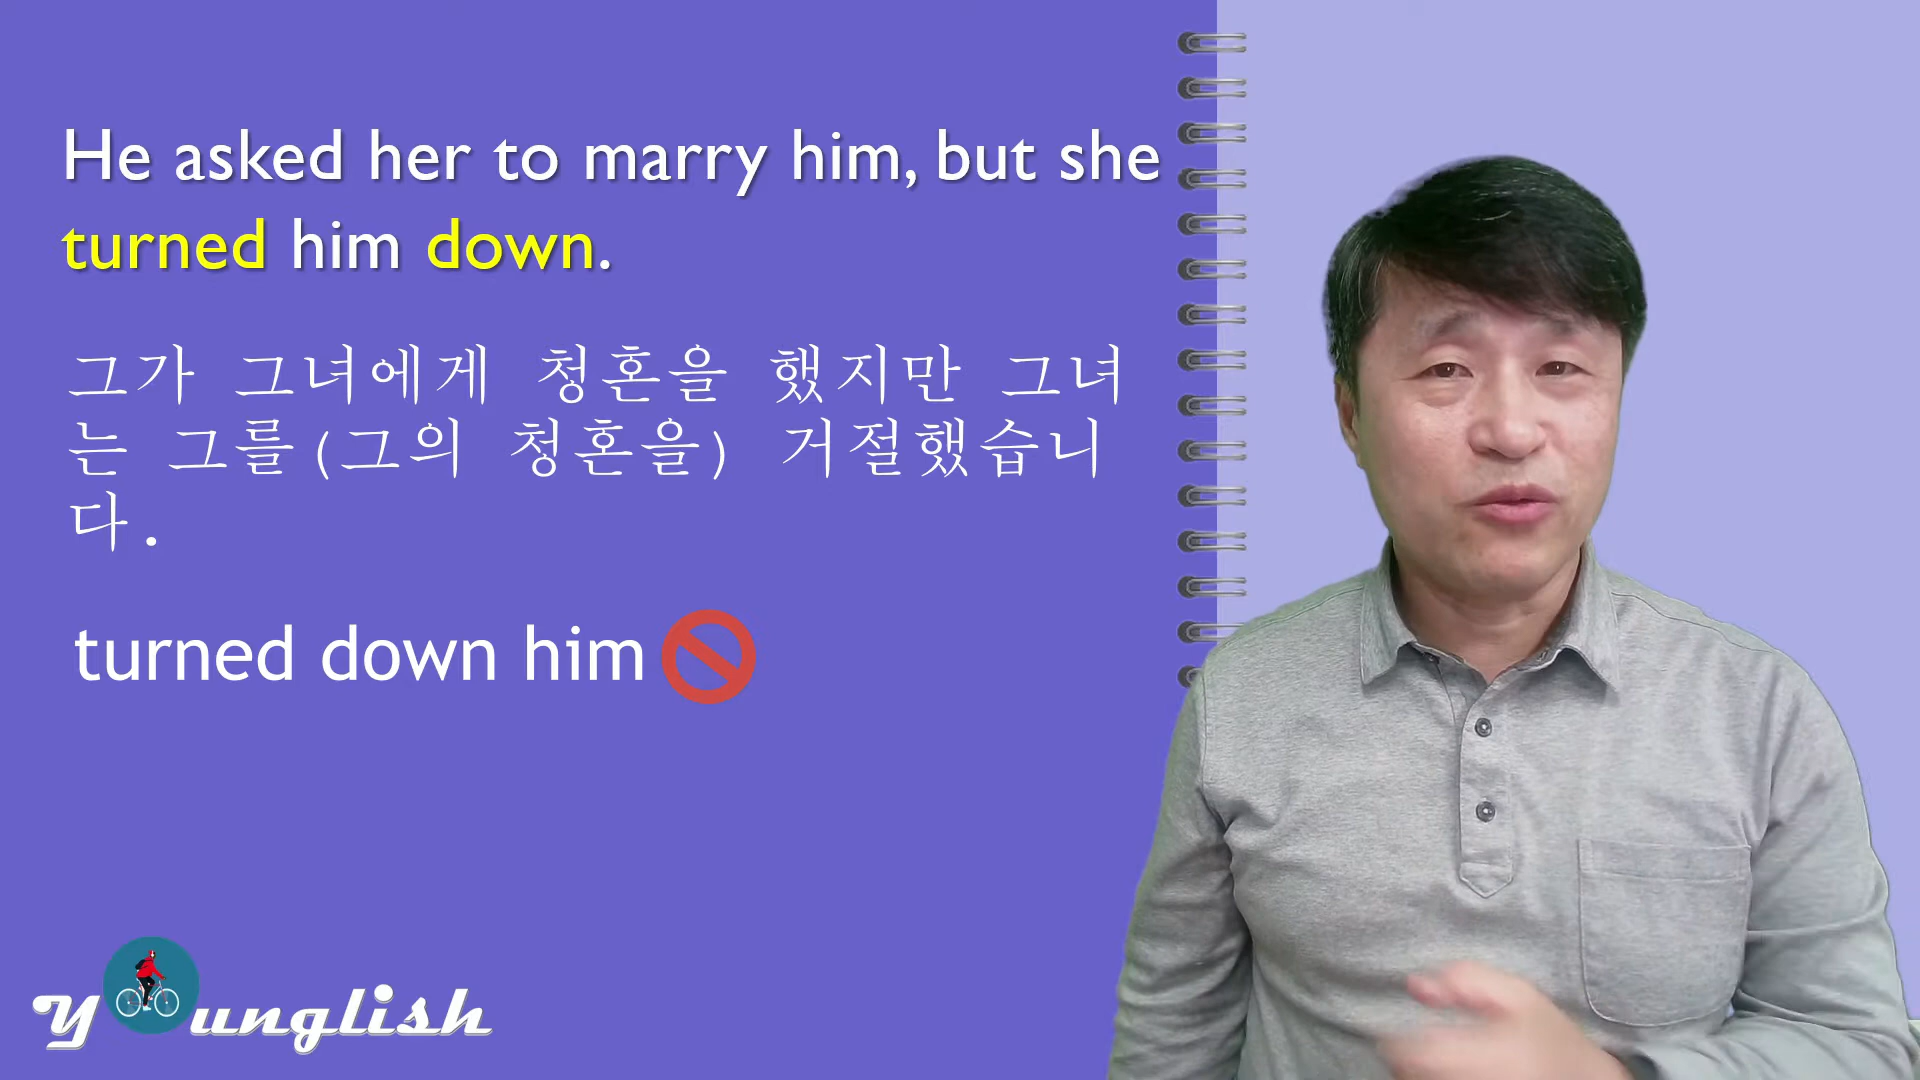 He asked her to marry him, but she
turned him down.
그가 그녀에게 청혼을 했지만 그녀
는 그를(그의 청혼을) 거절했습니
다.
turned down him
Younglish